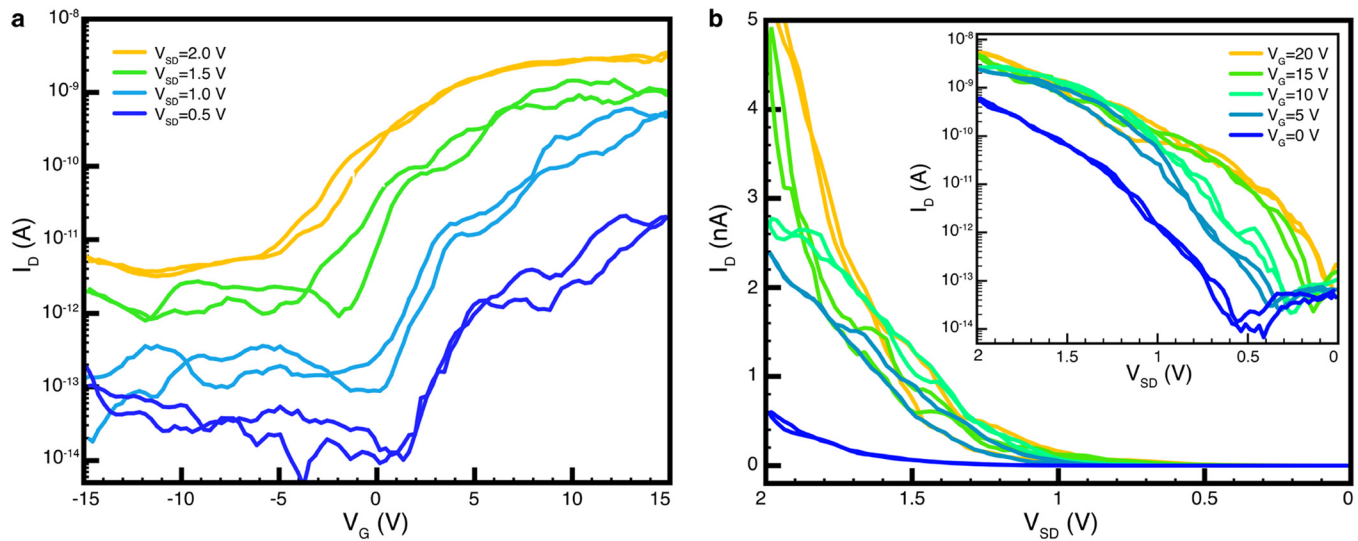 a
I_D (A)
10⁻⁸
10⁻⁹
10⁻¹⁰
10⁻¹¹
10⁻¹²
10⁻¹³
10⁻¹⁴
V_SD=2.0 V
V_SD=1.5 V
V_SD=1.0 V
V_SD=0.5 V
-15 -10 -5 0 5 10 15
V_G (V)
b
I_D (nA)
5
4
3
2
1
0
2 1.5 1 0.5 0
V_SD (V)
I_D (A)
10⁻⁸
10⁻⁹
10⁻¹⁰
10⁻¹¹
10⁻¹²
10⁻¹³
10⁻¹⁴
V_G=20 V
V_G=15 V
V_G=10 V
V_G=5 V
V_G=0 V
2 1.5 1 0.5 0
V_SD (V)